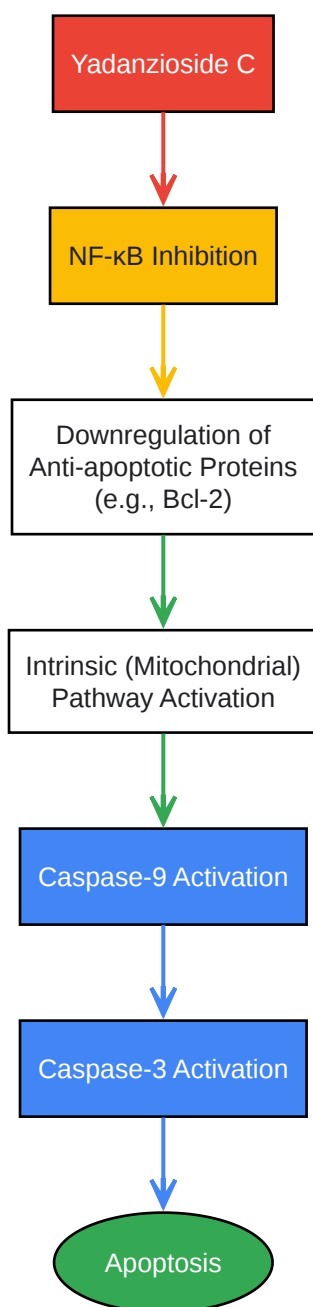 Yadanzioside C
NF-κB Inhibition
Downregulation of
Anti-apoptotic Proteins
(e.g., Bcl-2)
Intrinsic (Mitochondrial)
Pathway Activation
Caspase-9 Activation
Caspase-3 Activation
Apoptosis